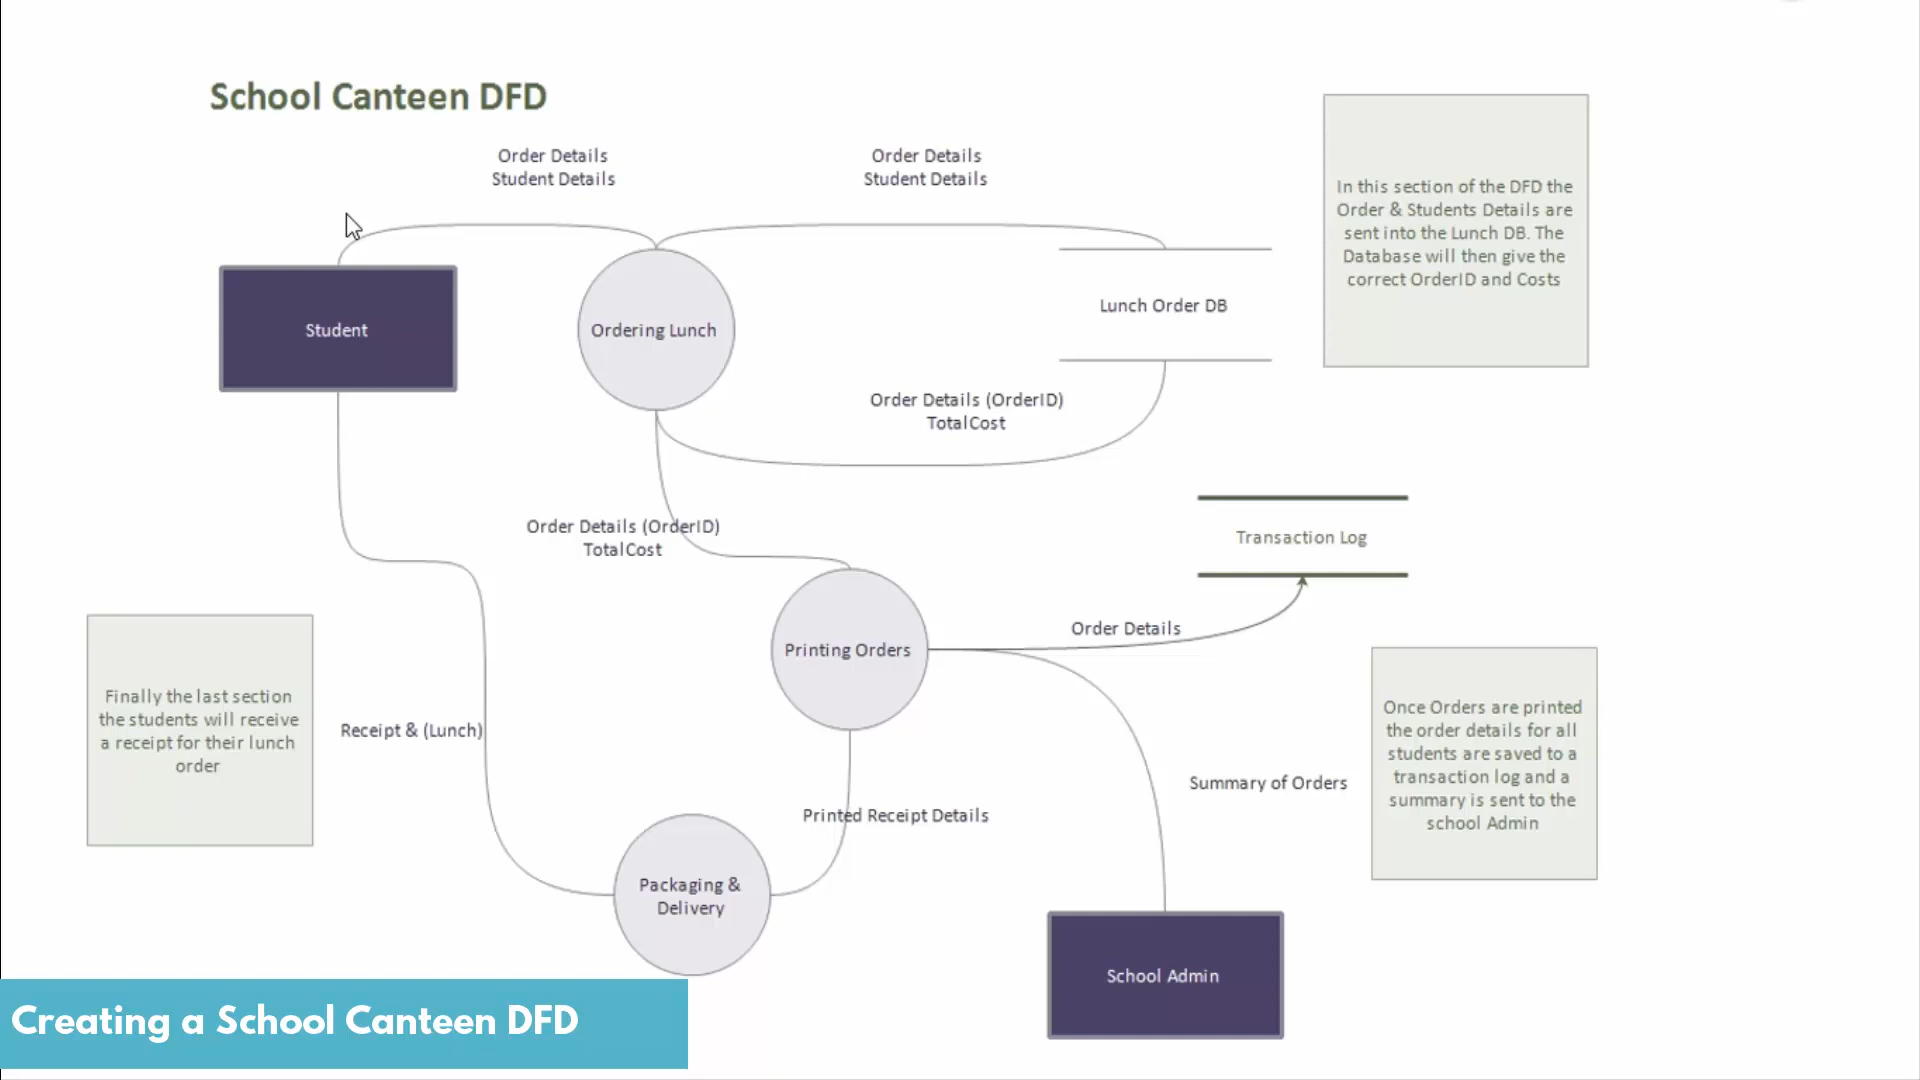 School Canteen DFD
Order Details
Student Details
Order Details
Student Details
In this section of the DFD the
Order & Students Details are
sent into the Lunch DB. The
Database will then give the
correct OrderID and Costs
Student
Ordering Lunch
Lunch Order DB
Order Details (OrderID)
TotalCost
Order Details (OrderID)
TotalCost
Transaction Log
Order Details
Printing Orders
Finally the last section
the students will receive
a receipt for their lunch
order
Receipt & (Lunch)
Once Orders are printed
the order details for all
students are saved to a
transaction log and a
summary is sent to the
school Admin
Summary of Orders
Printed Receipt Details
Packaging &
Delivery
School Admin
Creating a School Canteen DFD